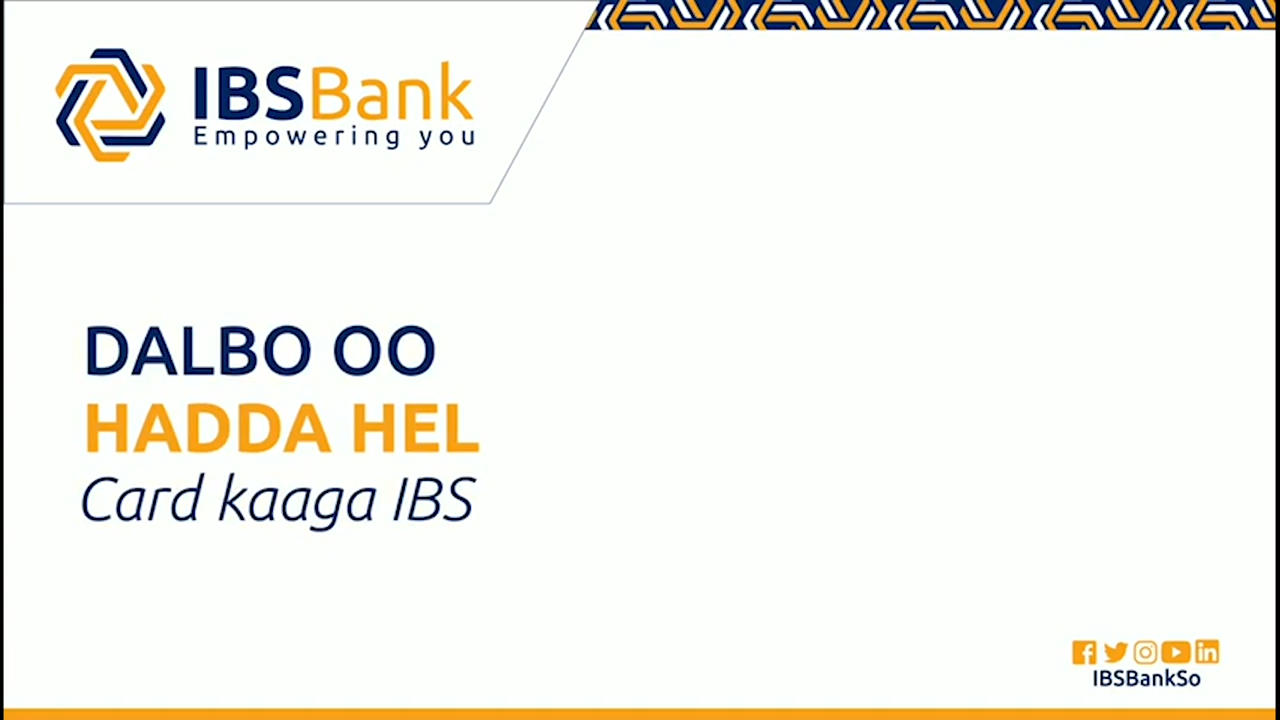 IBSBank
Empowering you
DALBO OO
HADDA HEL
Card kaaga IBS
IBSBankSo